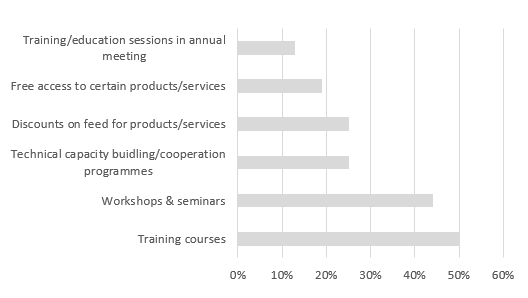 Training/education sessions in annual
meeting
Free access to certain products/services
Discounts on feed for products/services
Technical capacity buidling/cooperation
programmes
Workshops & seminars
Training courses
0% 10% 20% 30% 40% 50% 60%